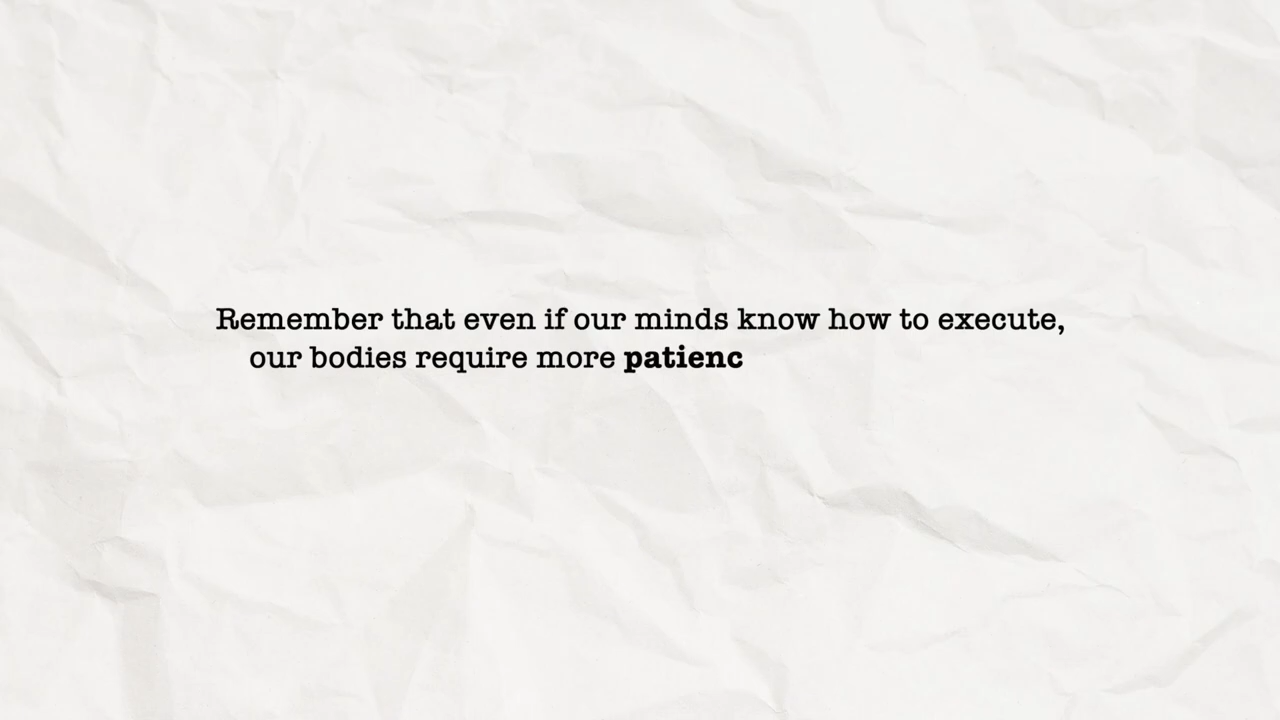 Remember that even if our minds know how to execute,
our bodies require more patienc